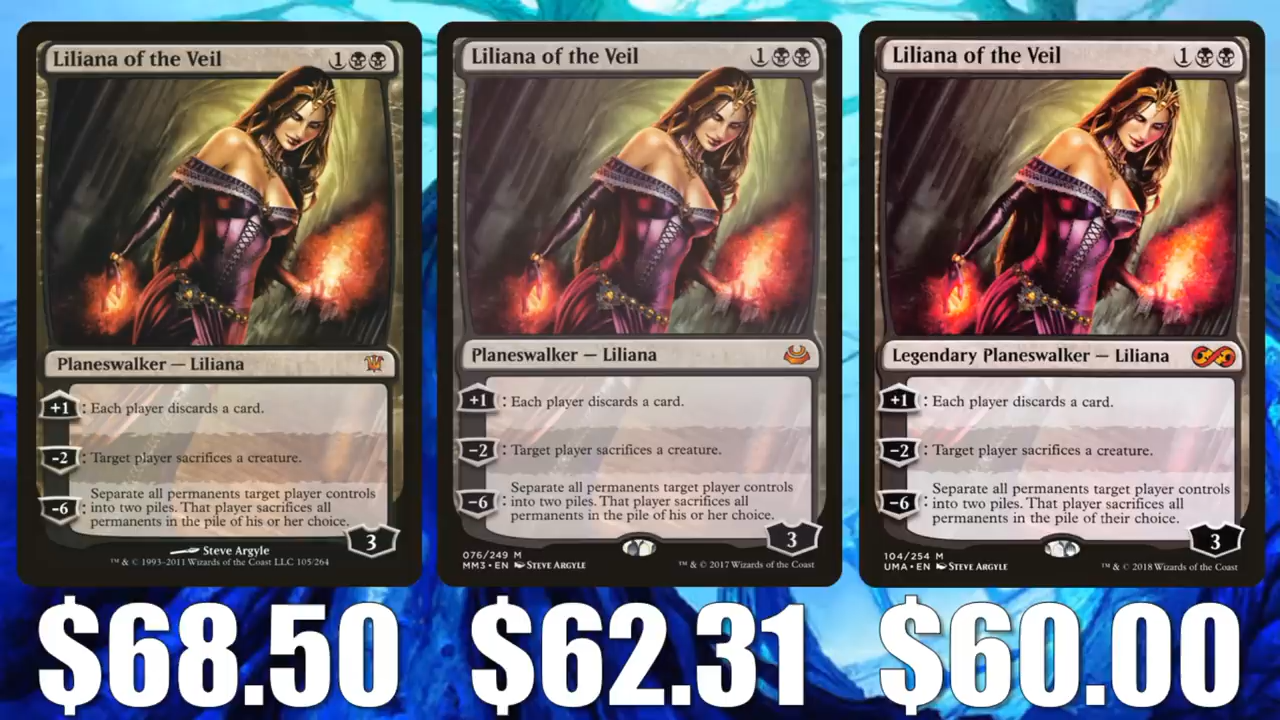 Liliana of the Veil 1
Planeswalker — Liliana
+1 : Each player discards a card.
-2 : Target player sacrifices a creature.
-6 : Separate all permanents target player controls
into two piles. That player sacrifices all
permanents in the pile of his or her choice.
3
Steve Argyle
™ & © 1993-2011 Wizards of the Coast LLC 105/264
$68.50
Liliana of the Veil 1
Planeswalker — Liliana
+1 : Each player discards a card.
-2 : Target player sacrifices a creature.
-6 : Separate all permanents target player controls
into two piles. That player sacrifices all
permanents in the pile of his or her choice.
3
076/249 M
MM3 • EN STEVE ARGYLE ™ & © 2017 Wizards of the Coast
$62.31
Liliana of the Veil 1
Legendary Planeswalker — Liliana
+1 : Each player discards a card.
-2 : Target player sacrifices a creature.
-6 : Separate all permanents target player controls
into two piles. That player sacrifices all
permanents in the pile of their choice.
3
104/254 M
UMA • EN STEVE ARGYLE ™ & © 2018 Wizards of the Coast
$60.00